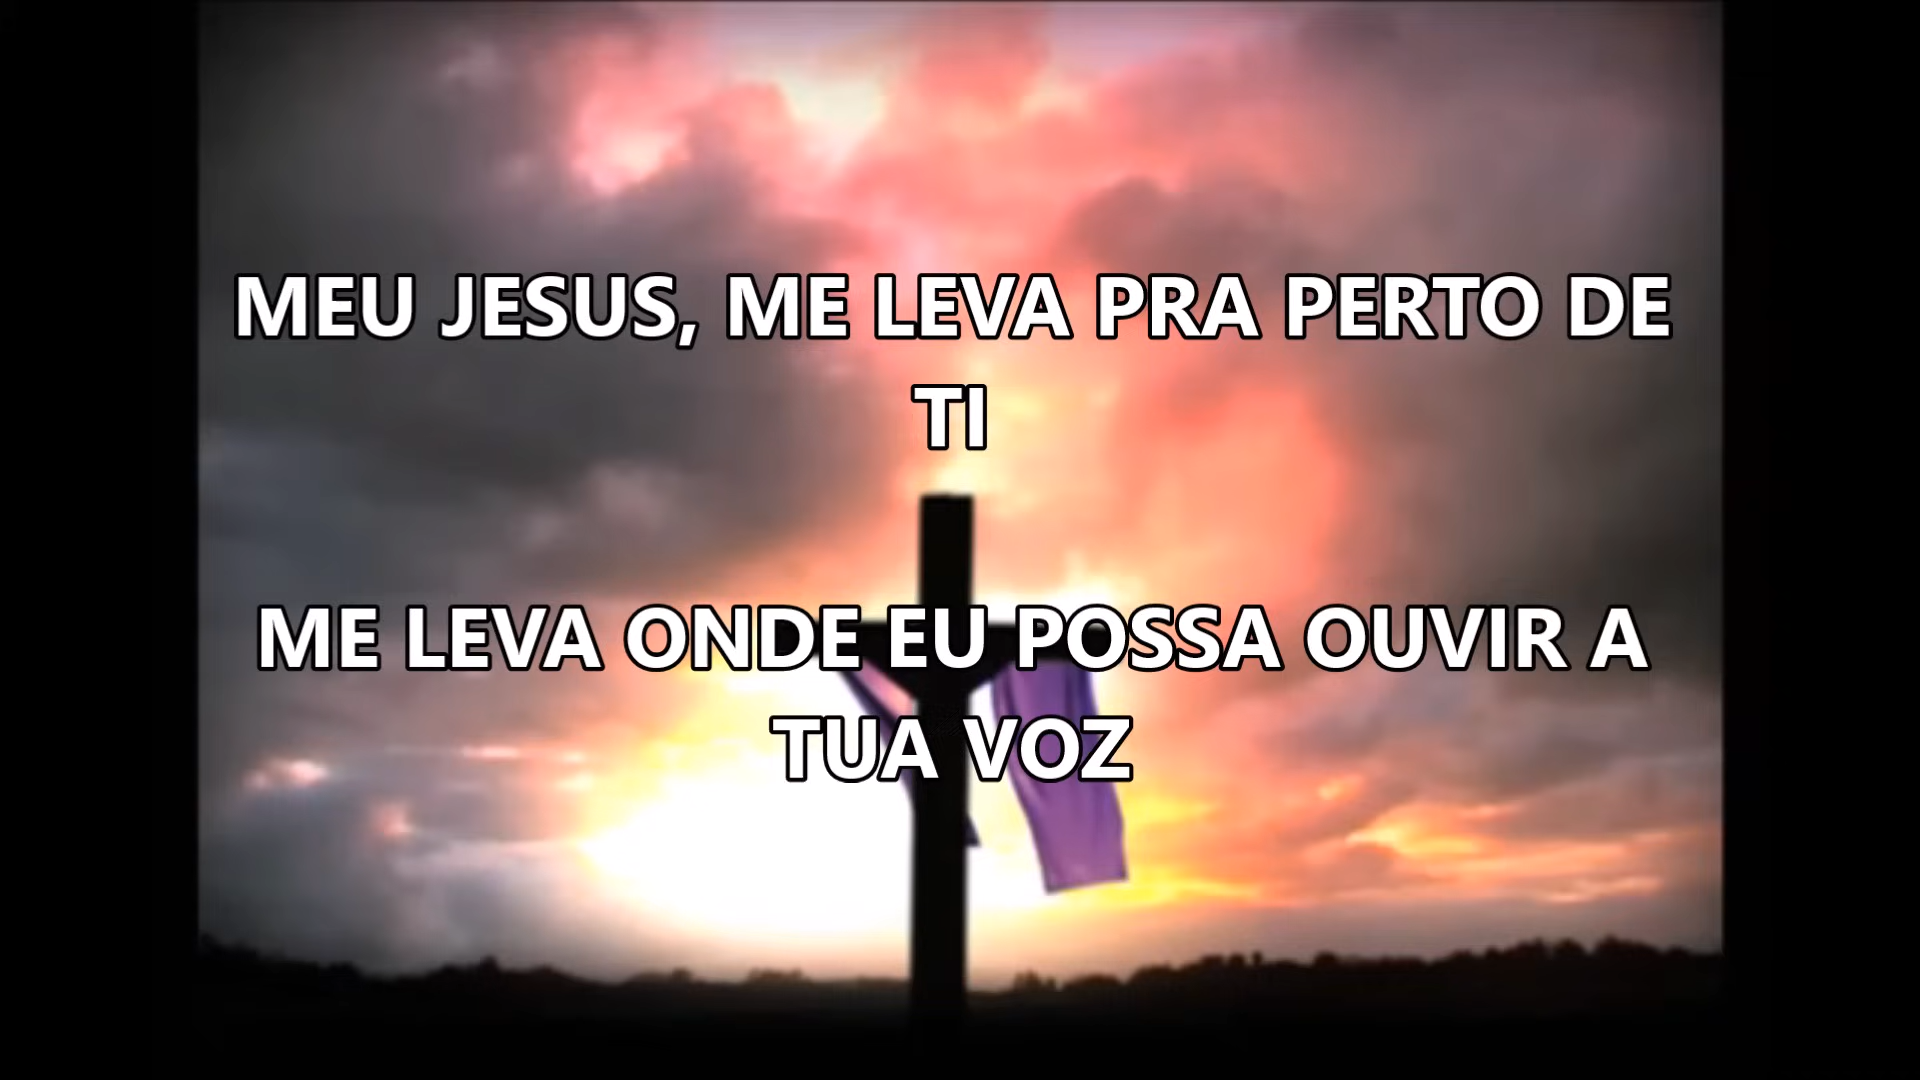 MEU JESUS, ME LEVA PRA PERTO DE
TI
ME LEVA ONDE EU POSSA OUVIR A
TUA VOZ